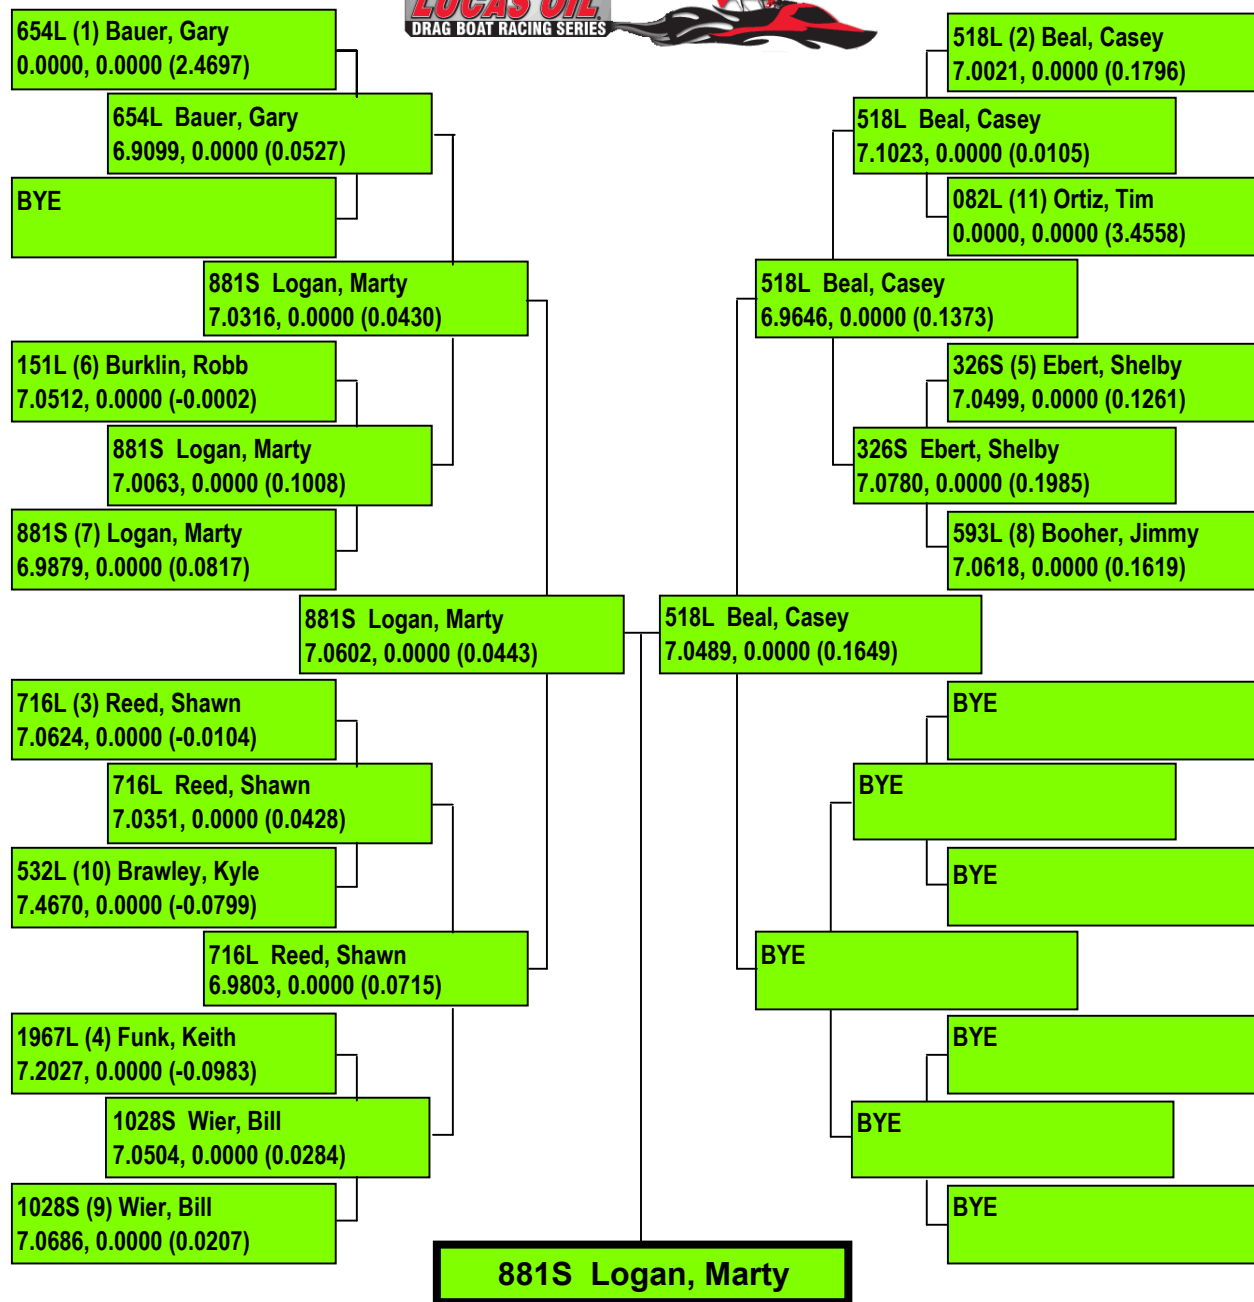 LUCAS OIL
DRAG BOAT RACING SERIES
654L (1) Bauer, Gary
0.0000, 0.0000 (2.4697)
654L Bauer, Gary
6.9099, 0.0000 (0.0527)
BYE
881S Logan, Marty
7.0316, 0.0000 (0.0430)
151L (6) Burklin, Robb
7.0512, 0.0000 (-0.0002)
881S Logan, Marty
7.0063, 0.0000 (0.1008)
881S (7) Logan, Marty
6.9879, 0.0000 (0.0817)
881S Logan, Marty
7.0602, 0.0000 (0.0443)
716L (3) Reed, Shawn
7.0624, 0.0000 (-0.0104)
716L Reed, Shawn
7.0351, 0.0000 (0.0428)
532L (10) Brawley, Kyle
7.4670, 0.0000 (-0.0799)
716L Reed, Shawn
6.9803, 0.0000 (0.0715)
1967L (4) Funk, Keith
7.2027, 0.0000 (-0.0983)
1028S Wier, Bill
7.0504, 0.0000 (0.0284)
1028S (9) Wier, Bill
7.0686, 0.0000 (0.0207)
518L (2) Beal, Casey
7.0021, 0.0000 (0.1796)
518L Beal, Casey
7.1023, 0.0000 (0.0105)
082L (11) Ortiz, Tim
0.0000, 0.0000 (3.4558)
518L Beal, Casey
6.9646, 0.0000 (0.1373)
326S (5) Ebert, Shelby
7.0499, 0.0000 (0.1261)
326S Ebert, Shelby
7.0780, 0.0000 (0.1985)
593L (8) Booher, Jimmy
7.0618, 0.0000 (0.1619)
518L Beal, Casey
7.0489, 0.0000 (0.1649)
BYE
BYE
BYE
BYE
BYE
BYE
BYE
881S Logan, Marty